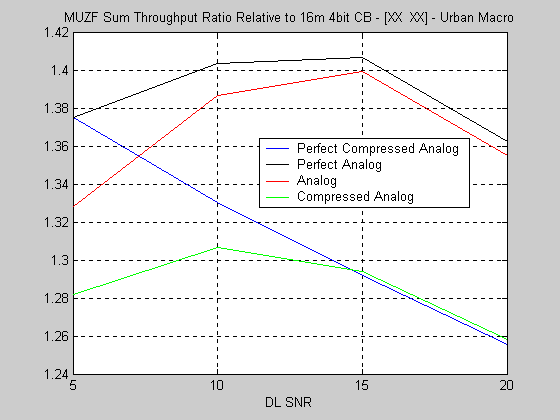 MUZF Sum Throughput Ratio Relative to 16m 4bit CB - [XX XX] - Urban Macro
1.42
1.4
1.38
1.36
1.34
1.32
1.3
1.28
1.26
1.24
Perfect Compressed Analog
Perfect Analog
Analog
Compressed Analog
5
10
15
20
DL SNR